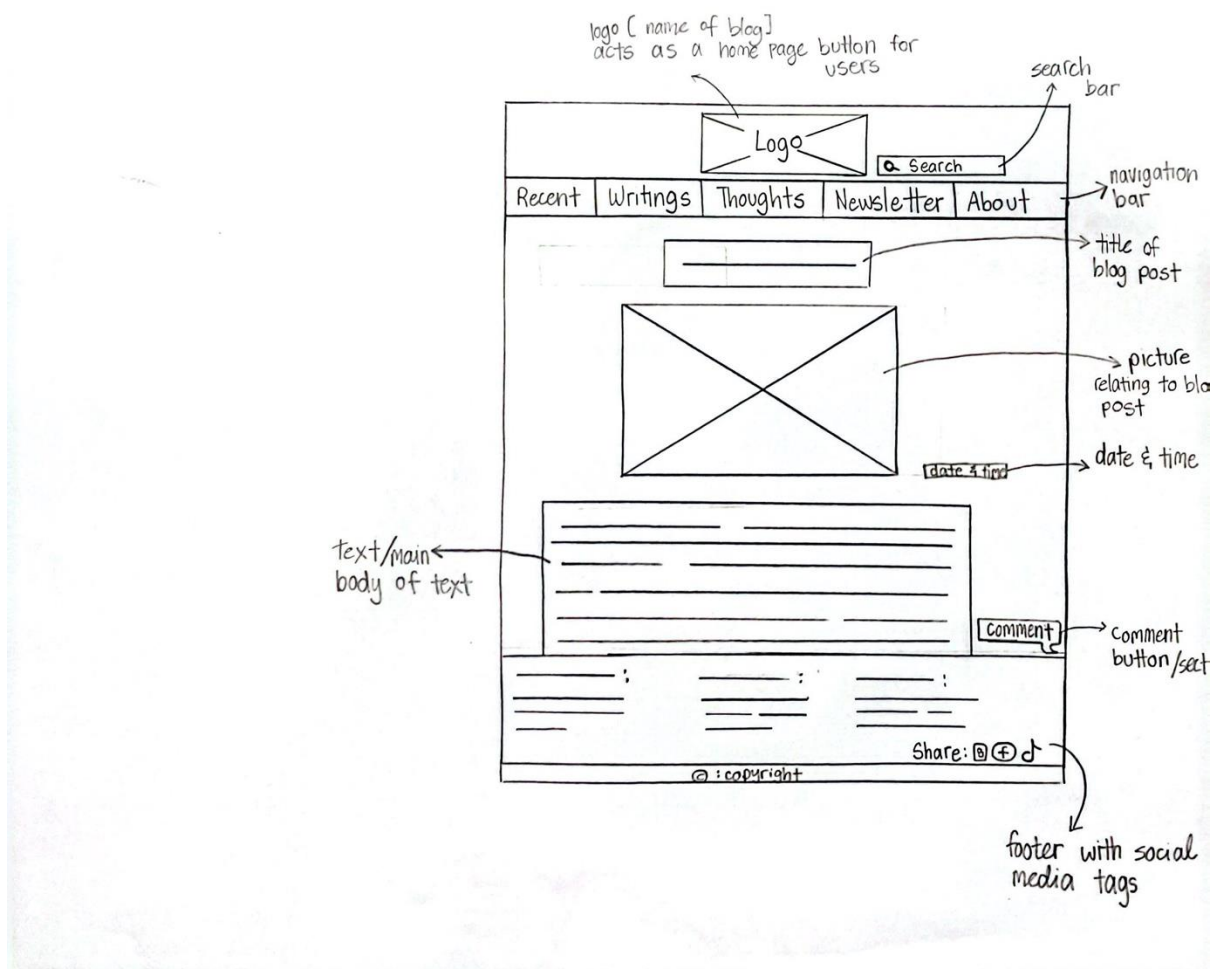 logo [ name of blog]
acts as a home page button for
users
search
bar
Logo
Search
Recent Writings Thoughts Newsletter About
navigation
bar
title of
blog post
picture
relating to blo
post
date & time
date & time
text/main
body of text
comment
comment
button/sect
Share:
© : copyright
footer with social
media tags